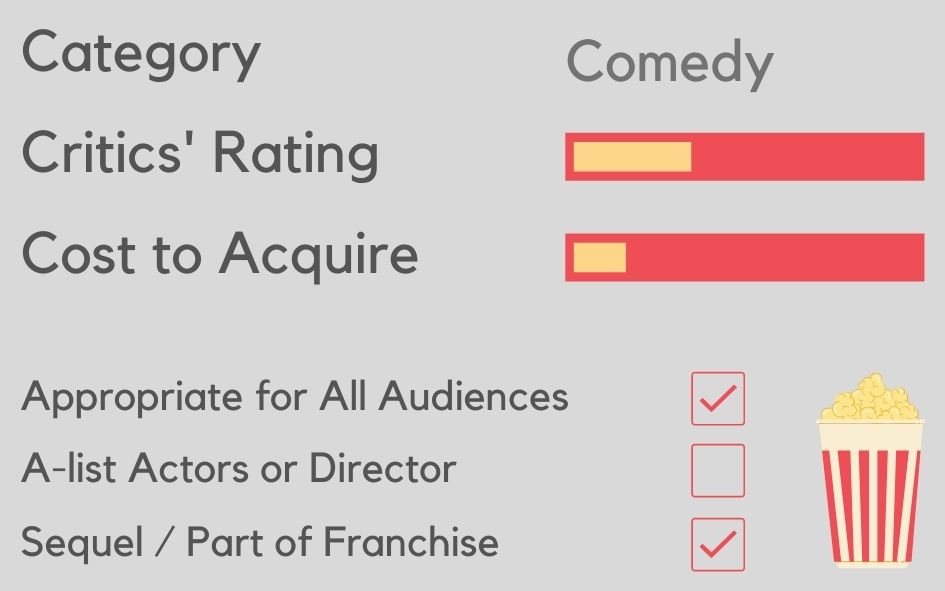 Category Comedy
Critics' Rating
Cost to Acquire
Appropriate for All Audiences
A-list Actors or Director
Sequel / Part of Franchise